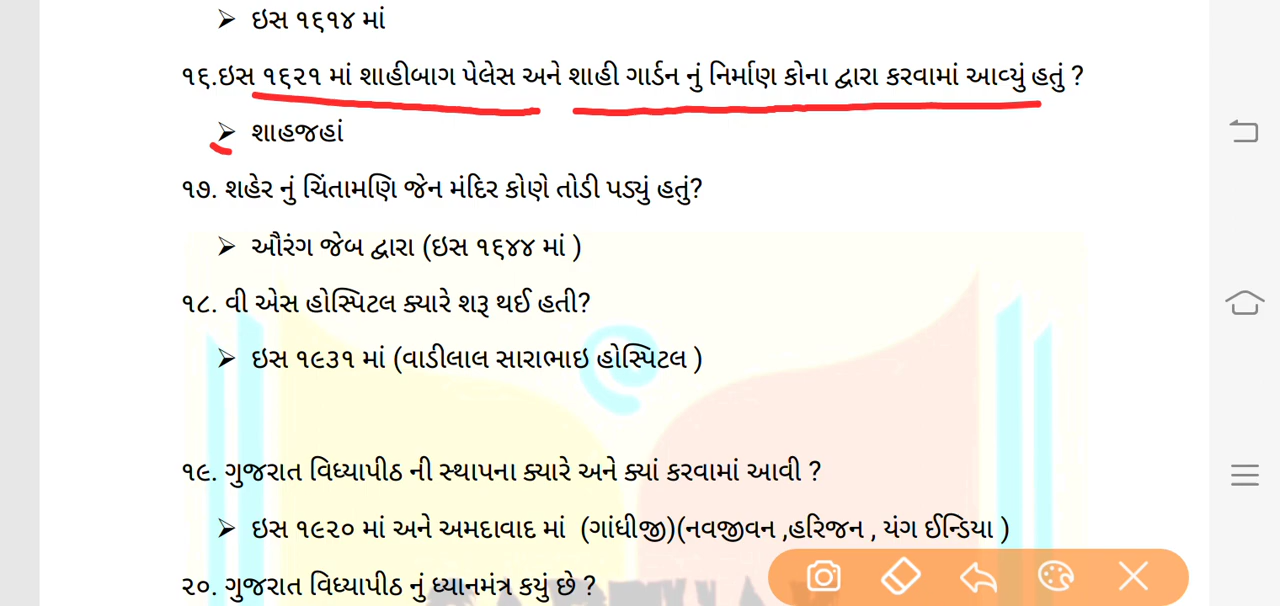 ➤ ઇસ ૧૬૧૪ માં
૧૬.ઇસ ૧૬૨૧ માં શાહીબાગ પેલેસ અને શાહી ગાર્ડન નું નિર્માણ કોના દ્વારા કરવામાં આવ્યું હતું ?
➤ શાહજહાં
૧૭. શહેર નું ચિંતામણિ જેન મંદિર કોણે તોડી પડ્યું હતું?
➤ ઔરંગ જેબ દ્વારા (ઇસ ૧૬૪૪ માં )
૧૮. વી એસ હોસ્પિટલ ક્યારે શરૂ થઈ હતી?
➤ ઇસ ૧૯૩૧ માં (વાડીલાલ સારાભાઇ હોસ્પિટલ )
૧૯. ગુજરાત વિધ્યાપીઠ ની સ્થાપના ક્યારે અને ક્યાં કરવામાં આવી ?
➤ ઇસ ૧૯૨૦ માં અને અમદાવાદ માં (ગાંધીજી)(નવજીવન ,હરિજન , યંગ ઈન્ડિયા )
૨૦. ગુજરાત વિધ્યાપીઠ નું ધ્યાનમંત્ર કયું છે ?